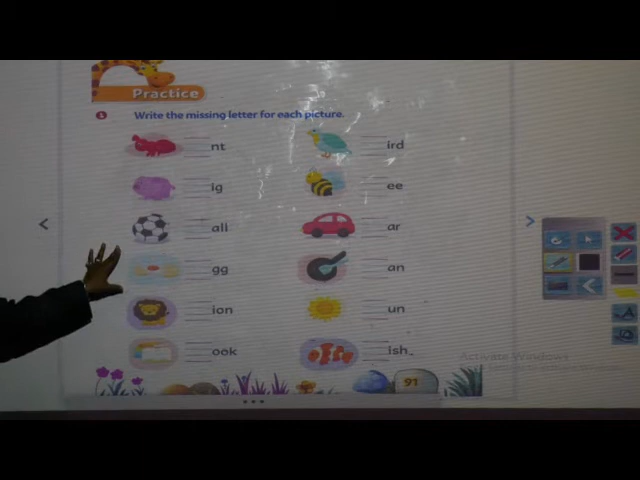 Practice
Write the missing letter for each picture.
nt
ird
ig
ee
all
ar
gg
an
ion
un
ook
ish
91
Activate Windows